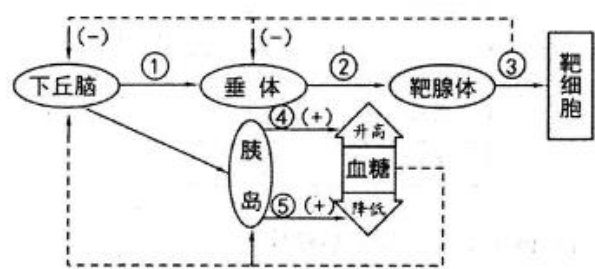 (−) (−)
下丘脑 ① 垂体 ② 靶腺体 ③ 靶细胞
④ (+) 升高
胰岛 血糖
⑤ (+) 降低